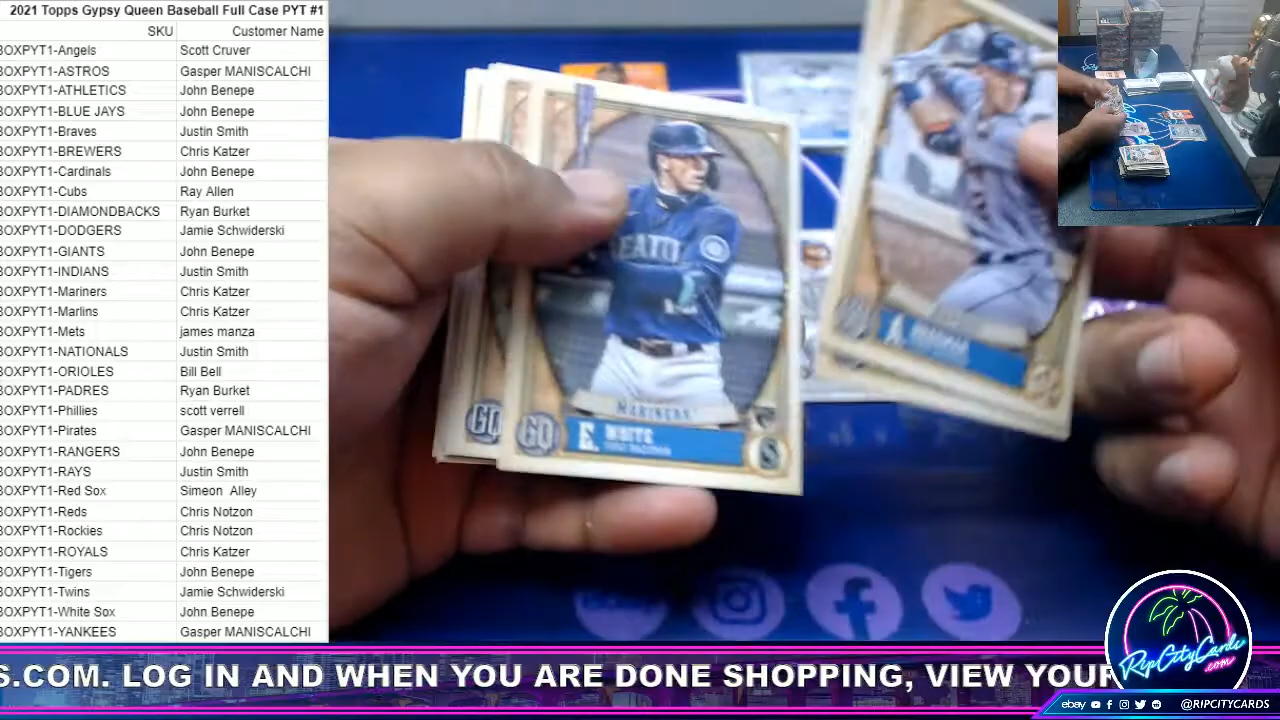 2021 Topps Gypsy Queen Baseball Full Case PYT #1
SKU Customer Name
BOXPYT1-Angels Scott Cruver
BOXPYT1-ASTROS Gasper MANISCALCHI
BOXPYT1-ATHLETICS John Benepe
BOXPYT1-BLUE JAYS John Benepe
BOXPYT1-Braves Justin Smith
BOXPYT1-BREWERS Chris Katzer
BOXPYT1-Cardinals John Benepe
BOXPYT1-Cubs Ray Allen
BOXPYT1-DIAMONDBACKS Ryan Burket
BOXPYT1-DODGERS Jamie Schwiderski
BOXPYT1-GIANTS John Benepe
BOXPYT1-INDIANS Justin Smith
BOXPYT1-Mariners Chris Katzer
BOXPYT1-Marlins Chris Katzer
BOXPYT1-Mets james manza
BOXPYT1-NATIONALS Justin Smith
BOXPYT1-ORIOLES Bill Bell
BOXPYT1-PADRES Ryan Burket
BOXPYT1-Phillies scott verrell
BOXPYT1-Pirates Gasper MANISCALCHI
BOXPYT1-RANGERS John Benepe
BOXPYT1-RAYS Justin Smith
BOXPYT1-Red Sox Simeon Alley
BOXPYT1-Reds Chris Notzon
BOXPYT1-Rockies Chris Notzon
BOXPYT1-ROYALS Chris Katzer
BOXPYT1-Tigers John Benepe
BOXPYT1-Twins Jamie Schwiderski
BOXPYT1-White Sox John Benepe
BOXPYT1-YANKEES Gasper MANISCALCHI
SEATTLE
MARINERS
GQ
GQ E. WHITE
S
A.
S.COM. LOG IN AND WHEN YO ARE DONE SHOPPING, VIEW YOUR
RipCityCards
.com
ebay @RIPCITYCARDS